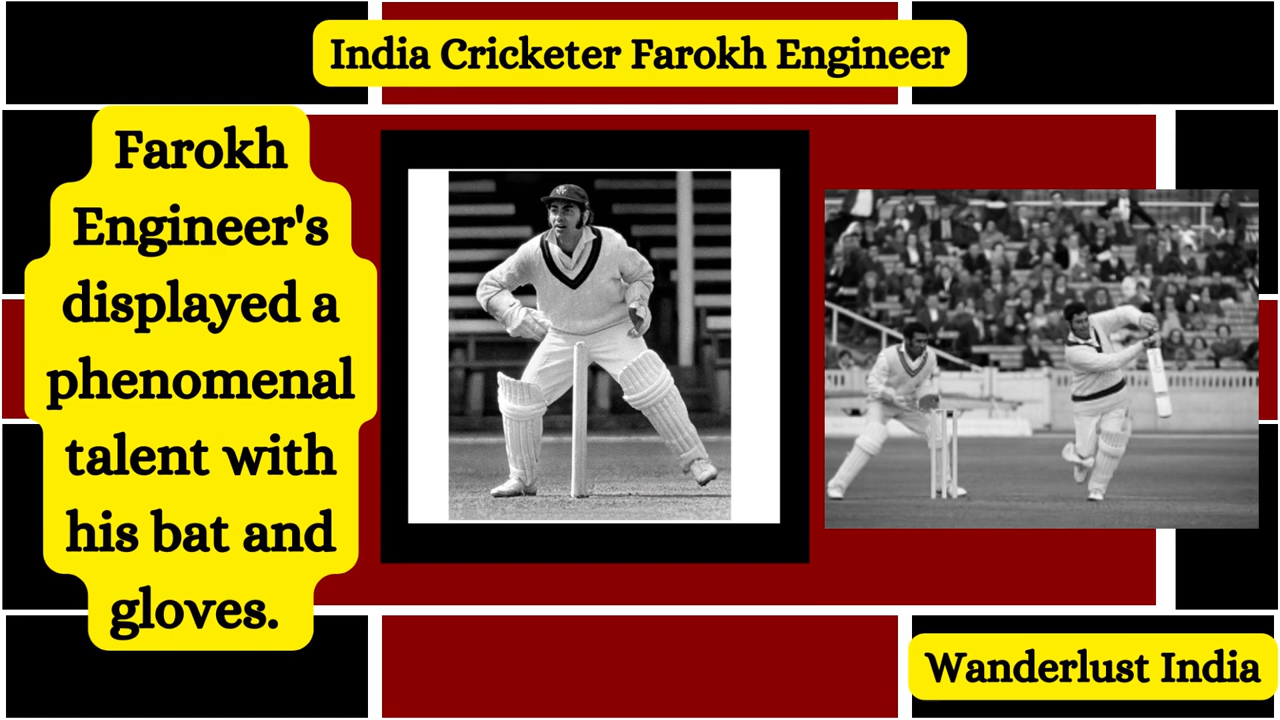 India Cricketer Farokh Engineer
Farokh
Engineer's
displayed a
phenomenal
talent with
his bat and
gloves.
Wanderlust India